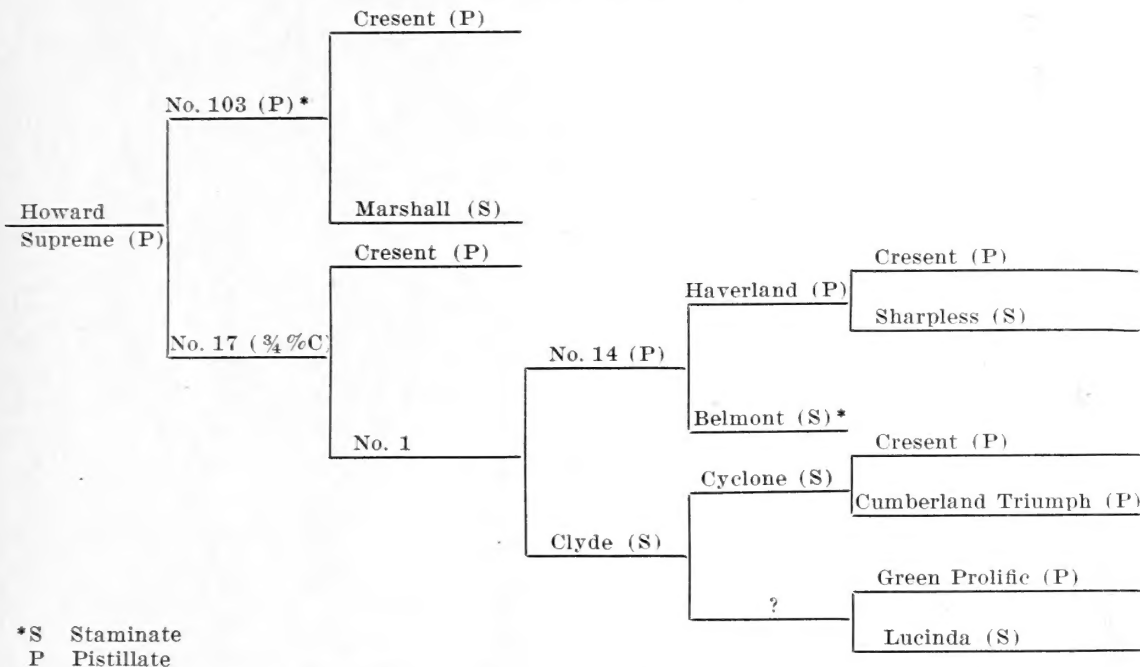 Cresent (P)
No. 103 (P)*
Marshall (S)
Howard
Supreme (P)
Cresent (P)
Cresent (P)
Haverland (P)
Sharpless (S)
No. 17 (¾%C)
No. 14 (P)
Belmont (S)*
No. 1
Cresent (P)
Cyclone (S)
Cumberland Triumph (P)
Clyde (S)
Green Prolific (P)
?
Lucinda (S)
*S Staminate
P Pistillate